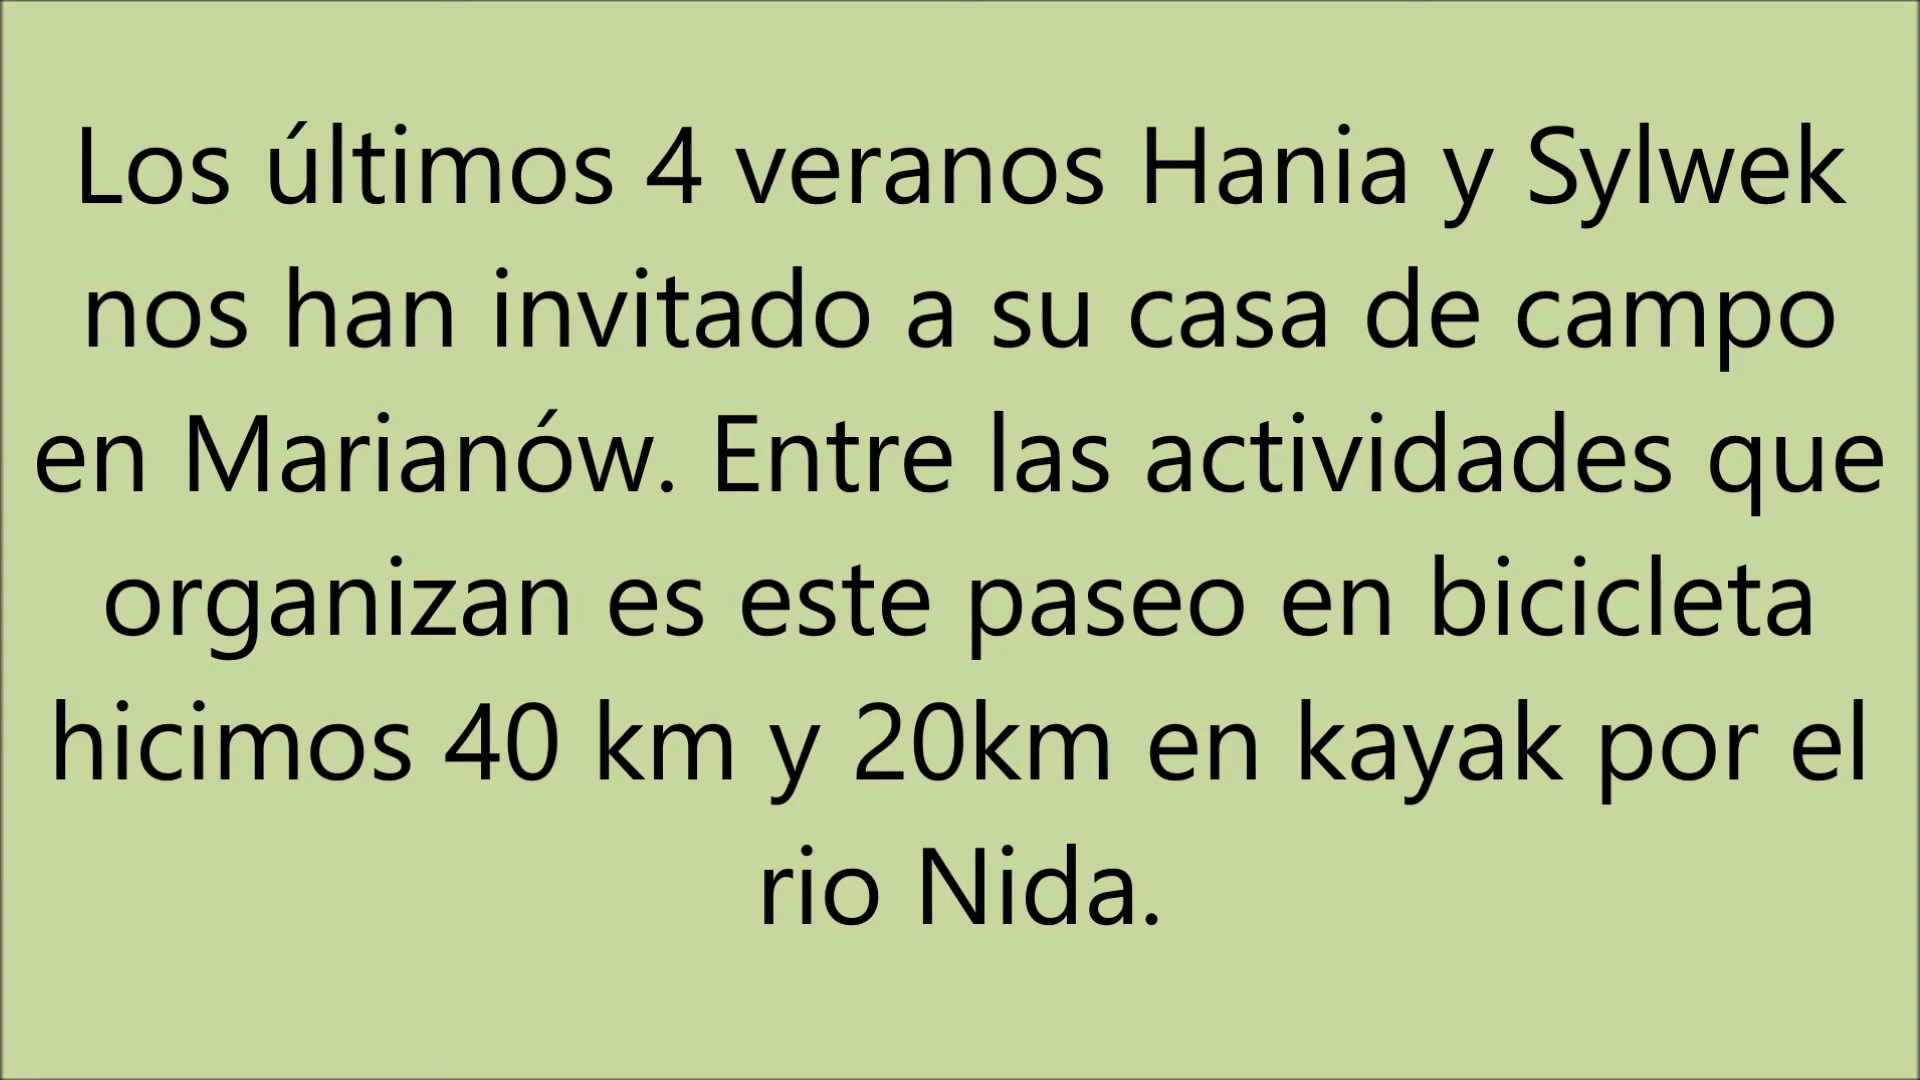 Los últimos 4 veranos Hania y Sylwek
nos han invitado a su casa de campo
en Marianów. Entre las actividades que
organizan es este paseo en bicicleta
hicimos 40 km y 20km en kayak por el
rio Nida.